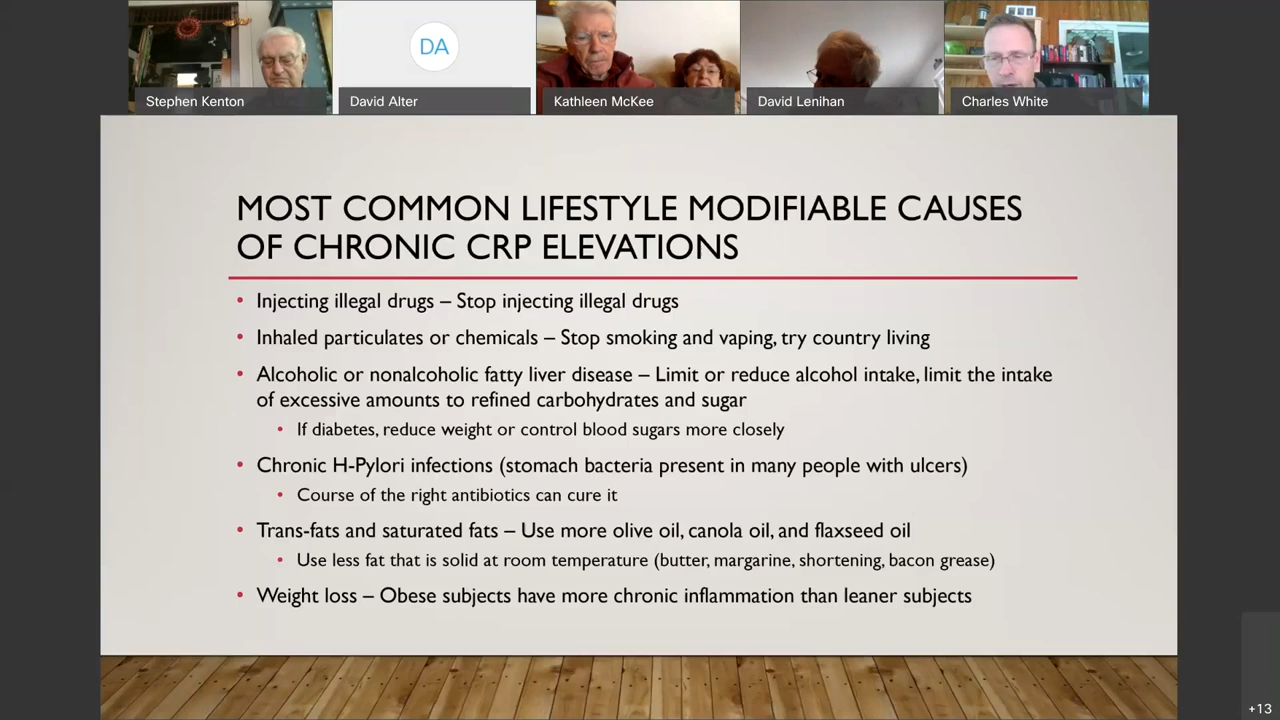 DA
Stephen Kenton
David Alter
Kathleen McKee
David Lenihan
Charles White
MOST COMMON LIFESTYLE MODIFIABLE CAUSES
OF CHRONIC CRP ELEVATIONS
• Injecting illegal drugs – Stop injecting illegal drugs
• Inhaled particulates or chemicals – Stop smoking and vaping, try country living
• Alcoholic or nonalcoholic fatty liver disease – Limit or reduce alcohol intake, limit the intake
of excessive amounts to refined carbohydrates and sugar
• If diabetes, reduce weight or control blood sugars more closely
• Chronic H-Pylori infections (stomach bacteria present in many people with ulcers)
• Course of the right antibiotics can cure it
• Trans-fats and saturated fats – Use more olive oil, canola oil, and flaxseed oil
• Use less fat that is solid at room temperature (butter, margarine, shortening, bacon grease)
• Weight loss – Obese subjects have more chronic inflammation than leaner subjects
+13